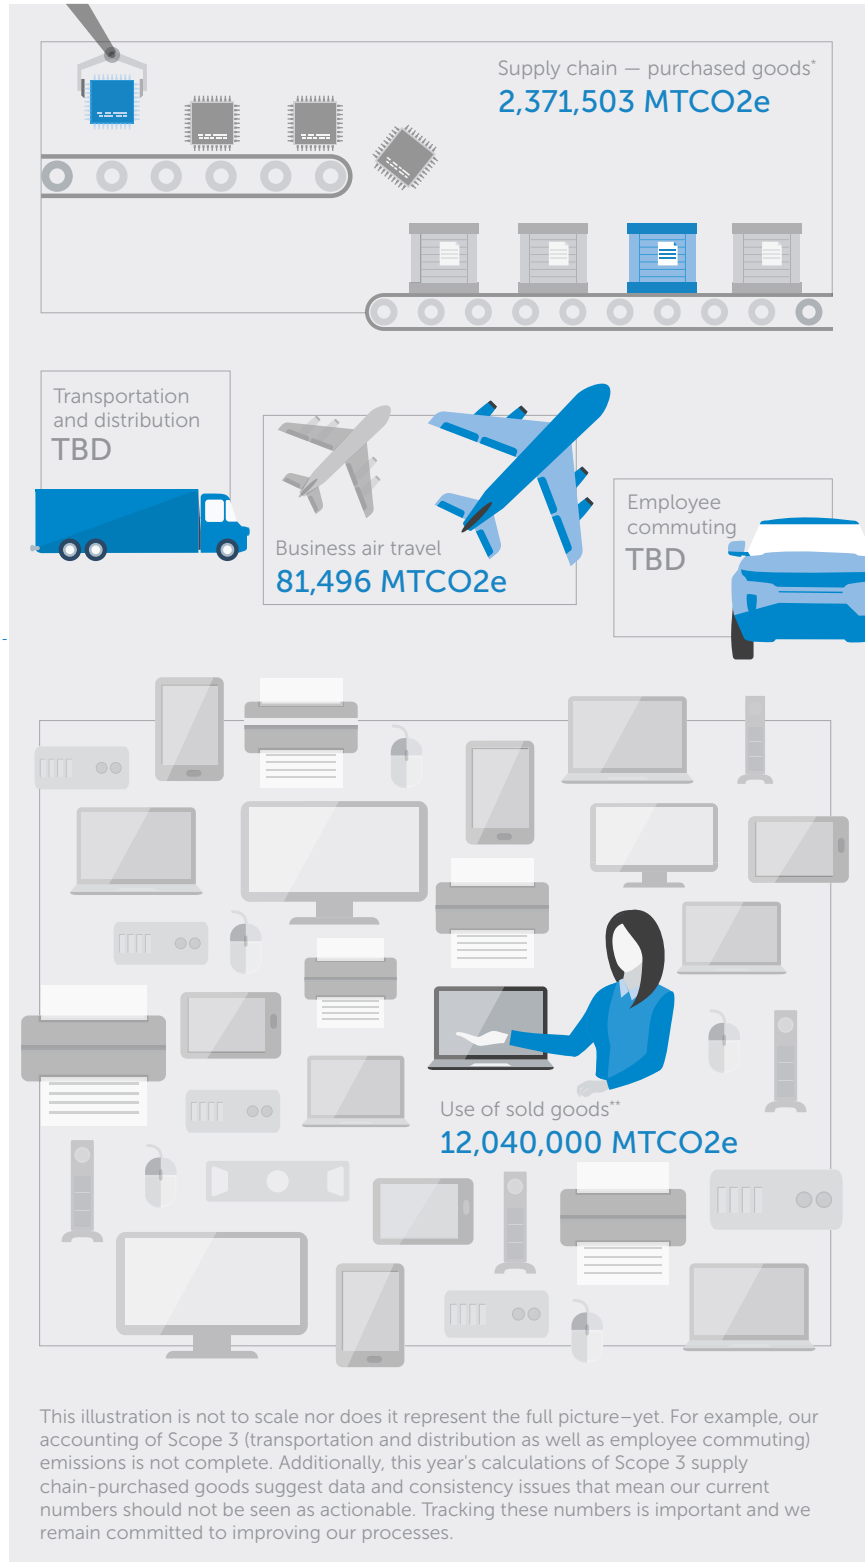 Supply chain — purchased goods*
2,371,503 MTCO2e
Transportation
and distribution
TBD
Business air travel
81,496 MTCO2e
Employee
commuting
TBD
Use of sold goods**
12,040,000 MTCO2e
This illustration is not to scale nor does it represent the full picture–yet. For example, our
accounting of Scope 3 (transportation and distribution as well as employee commuting)
emissions is not complete. Additionally, this year's calculations of Scope 3 supply
chain-purchased goods suggest data and consistency issues that mean our current
numbers should not be seen as actionable. Tracking these numbers is important and we
remain committed to improving our processes.